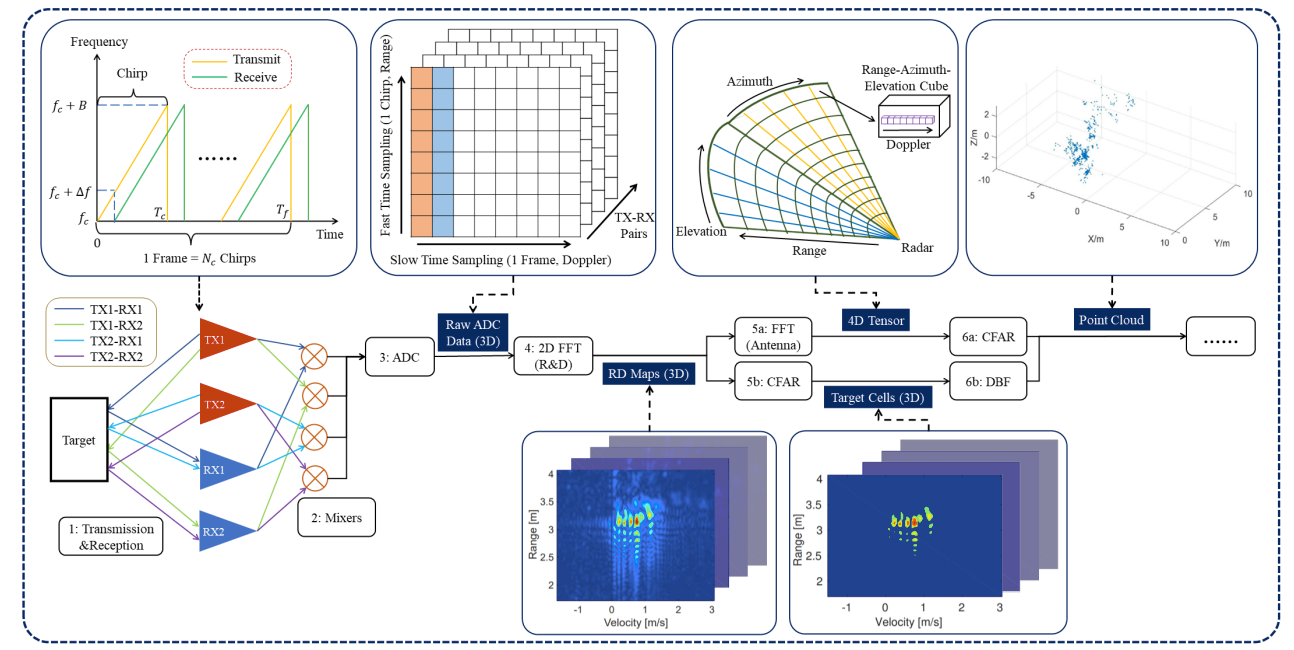 Frequency
Transmit
Receive
Chirp
f_c + B
......
f_c + Δf
f_c
T_c
T_f
0
Time
1 Frame = N_c Chirps
Fast Time Sampling (1 Chirp, Range)
TX-RX
Pairs
Slow Time Sampling (1 Frame, Doppler)
Azimuth
Range-Azimuth-
Elevation Cube
Doppler
Elevation
Range
Radar
Z/m
2
0
-2
-10
-5
0
5
10
X/m
0
5
10
Y/m
TX1-RX1
TX1-RX2
TX2-RX1
TX2-RX2
TX1
TX2
RX1
RX2
Target
1: Transmission
&Reception
2: Mixers
3: ADC
Raw ADC
Data (3D)
4: 2D FFT
(R&D)
RD Maps (3D)
5a: FFT
(Antenna)
5b: CFAR
4D Tensor
Target Cells (3D)
6a: CFAR
6b: DBF
Point Cloud
......
4
3.5
3
2.5
2
Range [m]
-1
0
1
2
3
Velocity [m/s]
4
3.5
3
2.5
2
Range [m]
-1
0
1
2
3
Velocity [m/s]